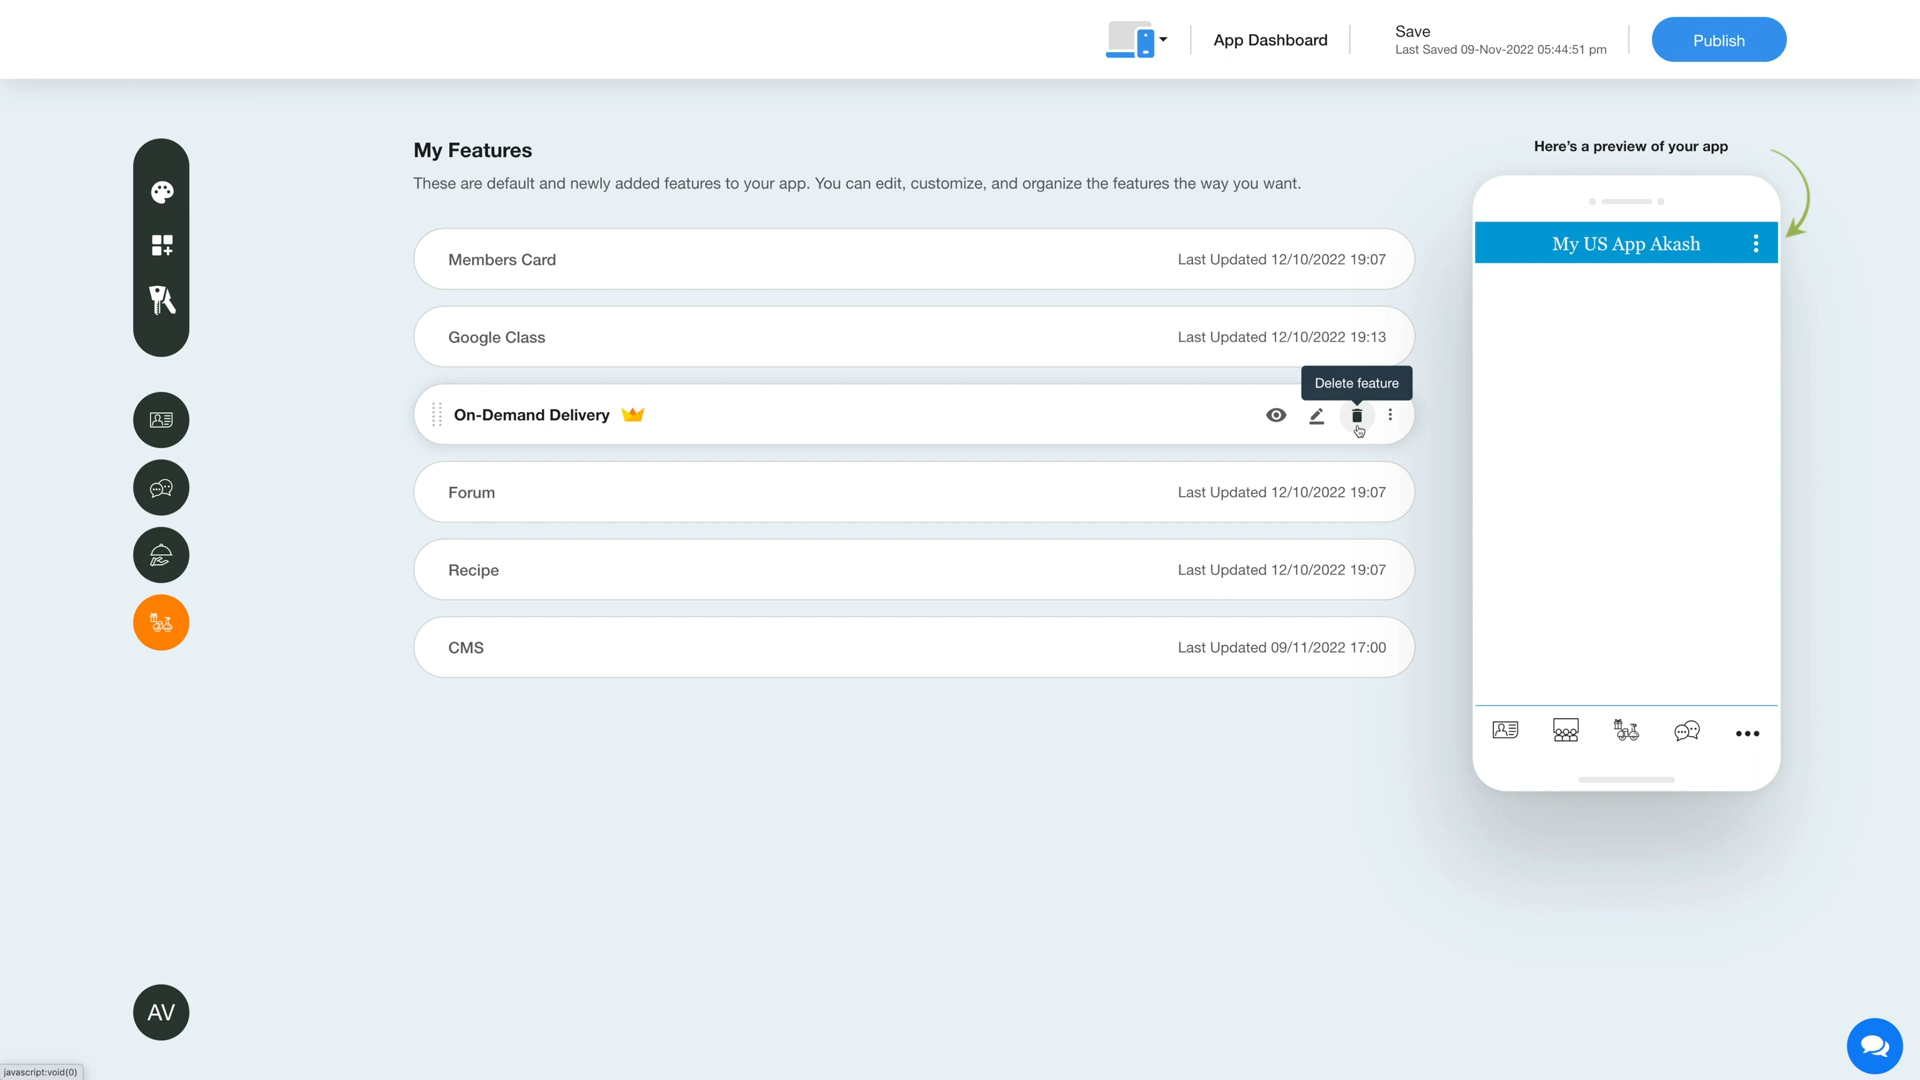 App Dashboard
Save
Last Saved 09-Nov-2022 05:44:51 pm
Publish
My Features
These are default and newly added features to your app. You can edit, customize, and organize the features the way you want.
Here's a preview of your app
My US App Akash
Members Card Last Updated 12/10/2022 19:07
Google Class Last Updated 12/10/2022 19:13
Delete feature
On-Demand Delivery
Forum Last Updated 12/10/2022 19:07
Recipe Last Updated 12/10/2022 19:07
CMS Last Updated 09/11/2022 17:00
AV
javascript:void(0)